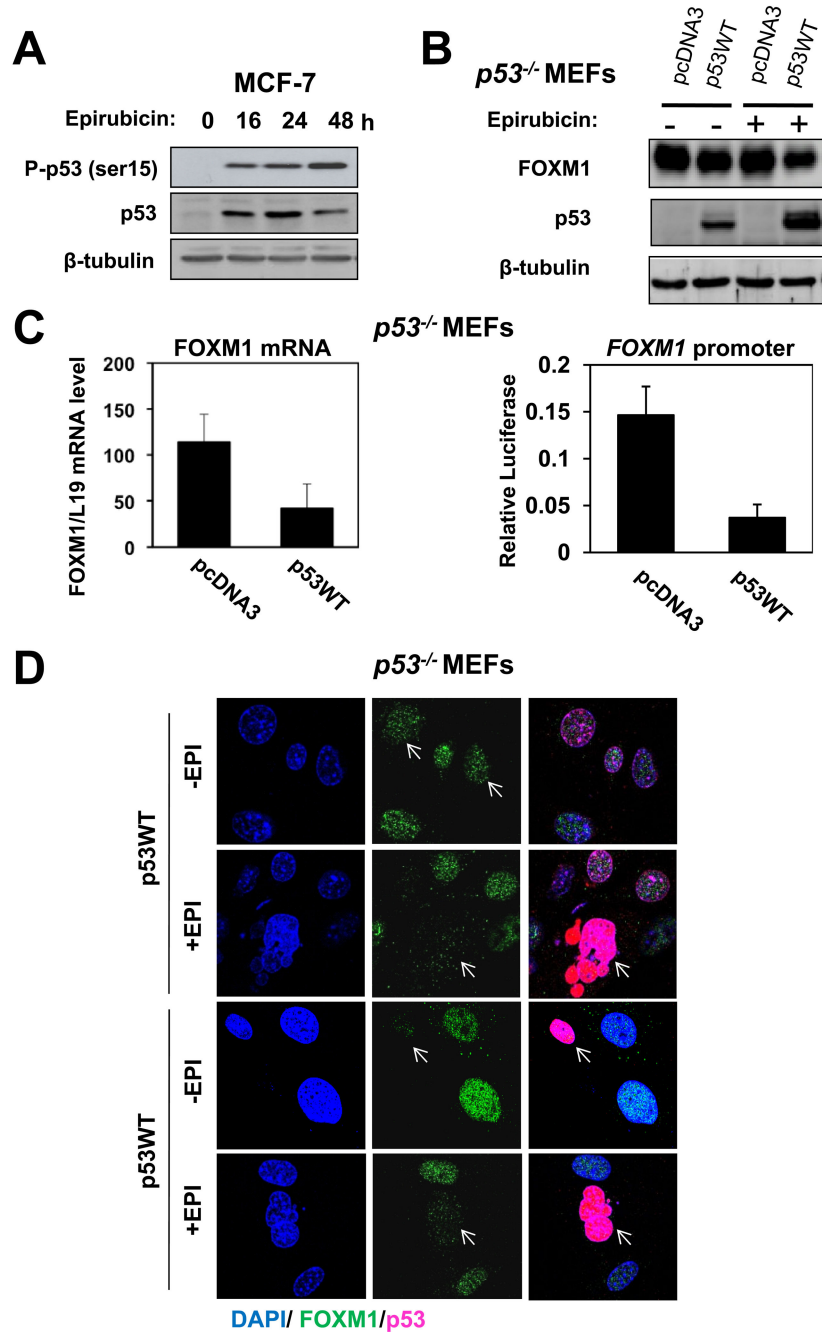 A
MCF-7
Epirubicin: 0 16 24 48 h
P-p53 (ser15)
p53
β-tubulin
B
p53-/- MEFs
pcDNA3 p53WT pcDNA3 p53WT
Epirubicin: - - + +
FOXM1
p53
β-tubulin
C
p53-/- MEFs
FOXM1 mRNA
FOXM1/L19 mRNA level
200
150
100
50
0
pcDNA3 p53WT
FOXM1 promoter
Relative Luciferase
0.2
0.15
0.1
0.05
0
pcDNA3 p53WT
D
p53-/- MEFs
p53WT
-EPI
+EPI
p53WT
-EPI
+EPI
DAPI/ FOXM1/p53